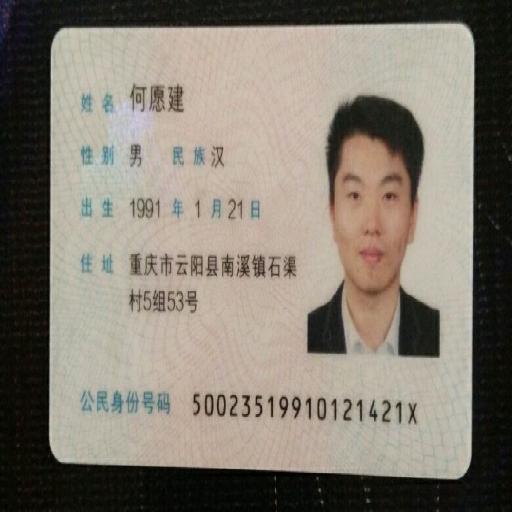 姓名 何愿建
性别 男 民族 汉
出生 1991 年 1 月 21 日
住址 重庆市云阳县南溪镇石渠
村5组53号
公民身份号码 50023519910121421X